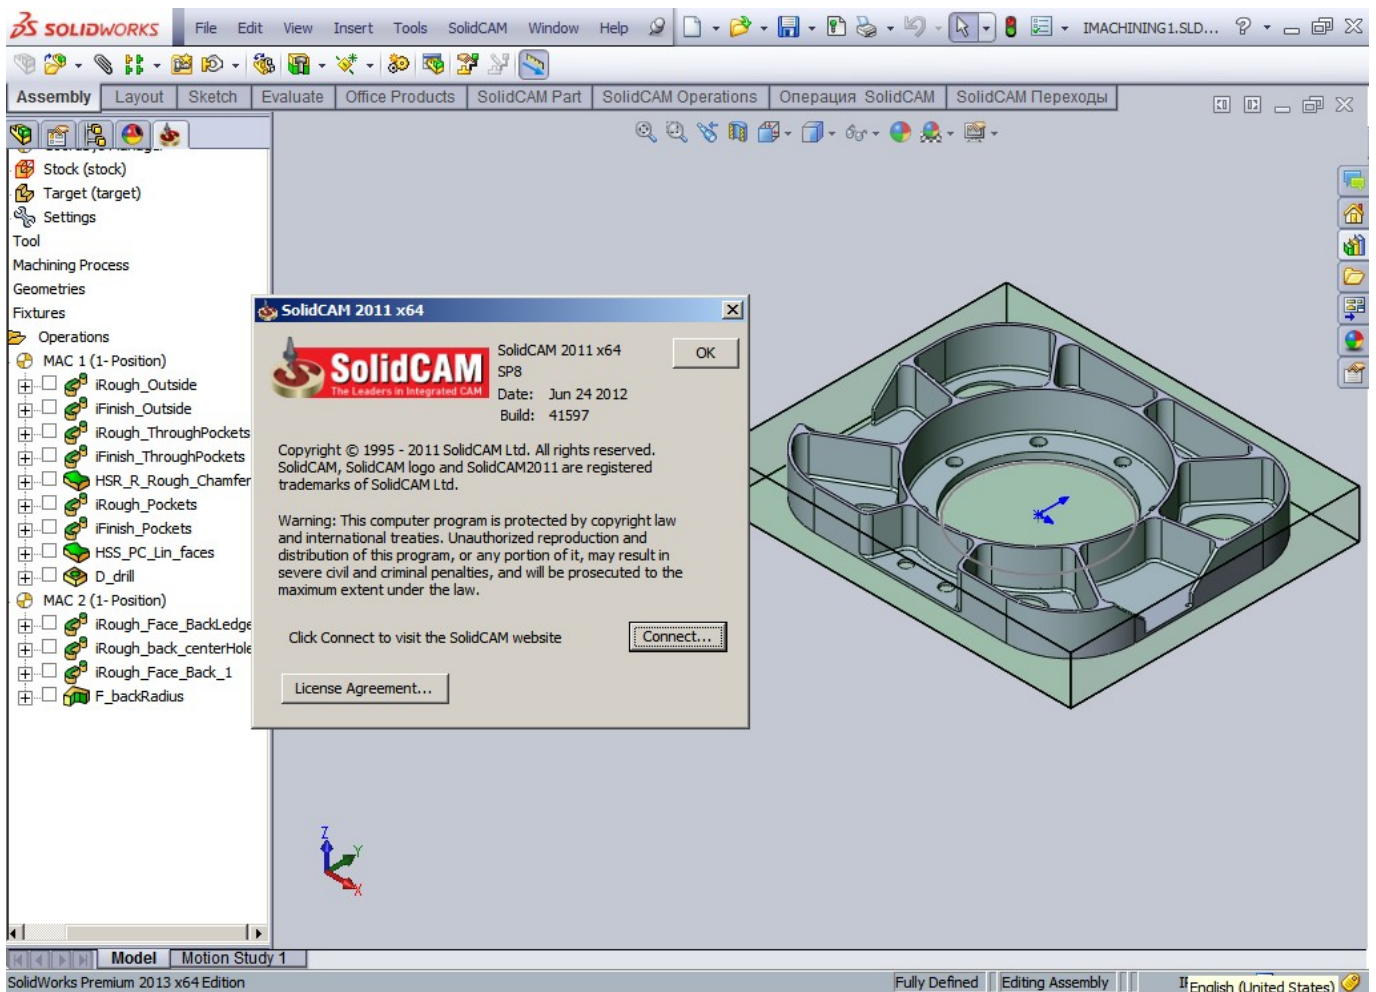 SOLIDWORKS File Edit View Insert Tools SolidCAM Window Help IMACHINING1.SLD... ?
Assembly Layout Sketch Evaluate Office Products SolidCAM Part SolidCAM Operations Операция SolidCAM SolidCAM Переходы
Stock (stock)
Target (target)
Settings
Tool
Machining Process
Geometries
Fixtures
Operations
MAC 1 (1- Position)
iRough_Outside
iFinish_Outside
iRough_ThroughPockets
iFinish_ThroughPockets
HSR_R_Rough_Chamfer
iRough_Pockets
iFinish_Pockets
HSS_PC_Lin_faces
D_drill
MAC 2 (1- Position)
iRough_Face_BackLedge
iRough_back_centerHole
iRough_Face_Back_1
F_backRadius
SolidCAM 2011 x64
SolidCAM
The Leaders in Integrated CAM
SolidCAM 2011 x64
SP8
Date: Jun 24 2012
Build: 41597
OK
Copyright © 1995 - 2011 SolidCAM Ltd. All rights reserved.
SolidCAM, SolidCAM logo and SolidCAM2011 are registered
trademarks of SolidCAM Ltd.
Warning: This computer program is protected by copyright law
and international treaties. Unauthorized reproduction and
distribution of this program, or any portion of it, may result in
severe civil and criminal penalties, and will be prosecuted to the
maximum extent under the law.
Click Connect to visit the SolidCAM website
Connect...
License Agreement...
Z
Y
X
Model Motion Study 1
SolidWorks Premium 2013 x64 Edition Fully Defined Editing Assembly
English (United States)